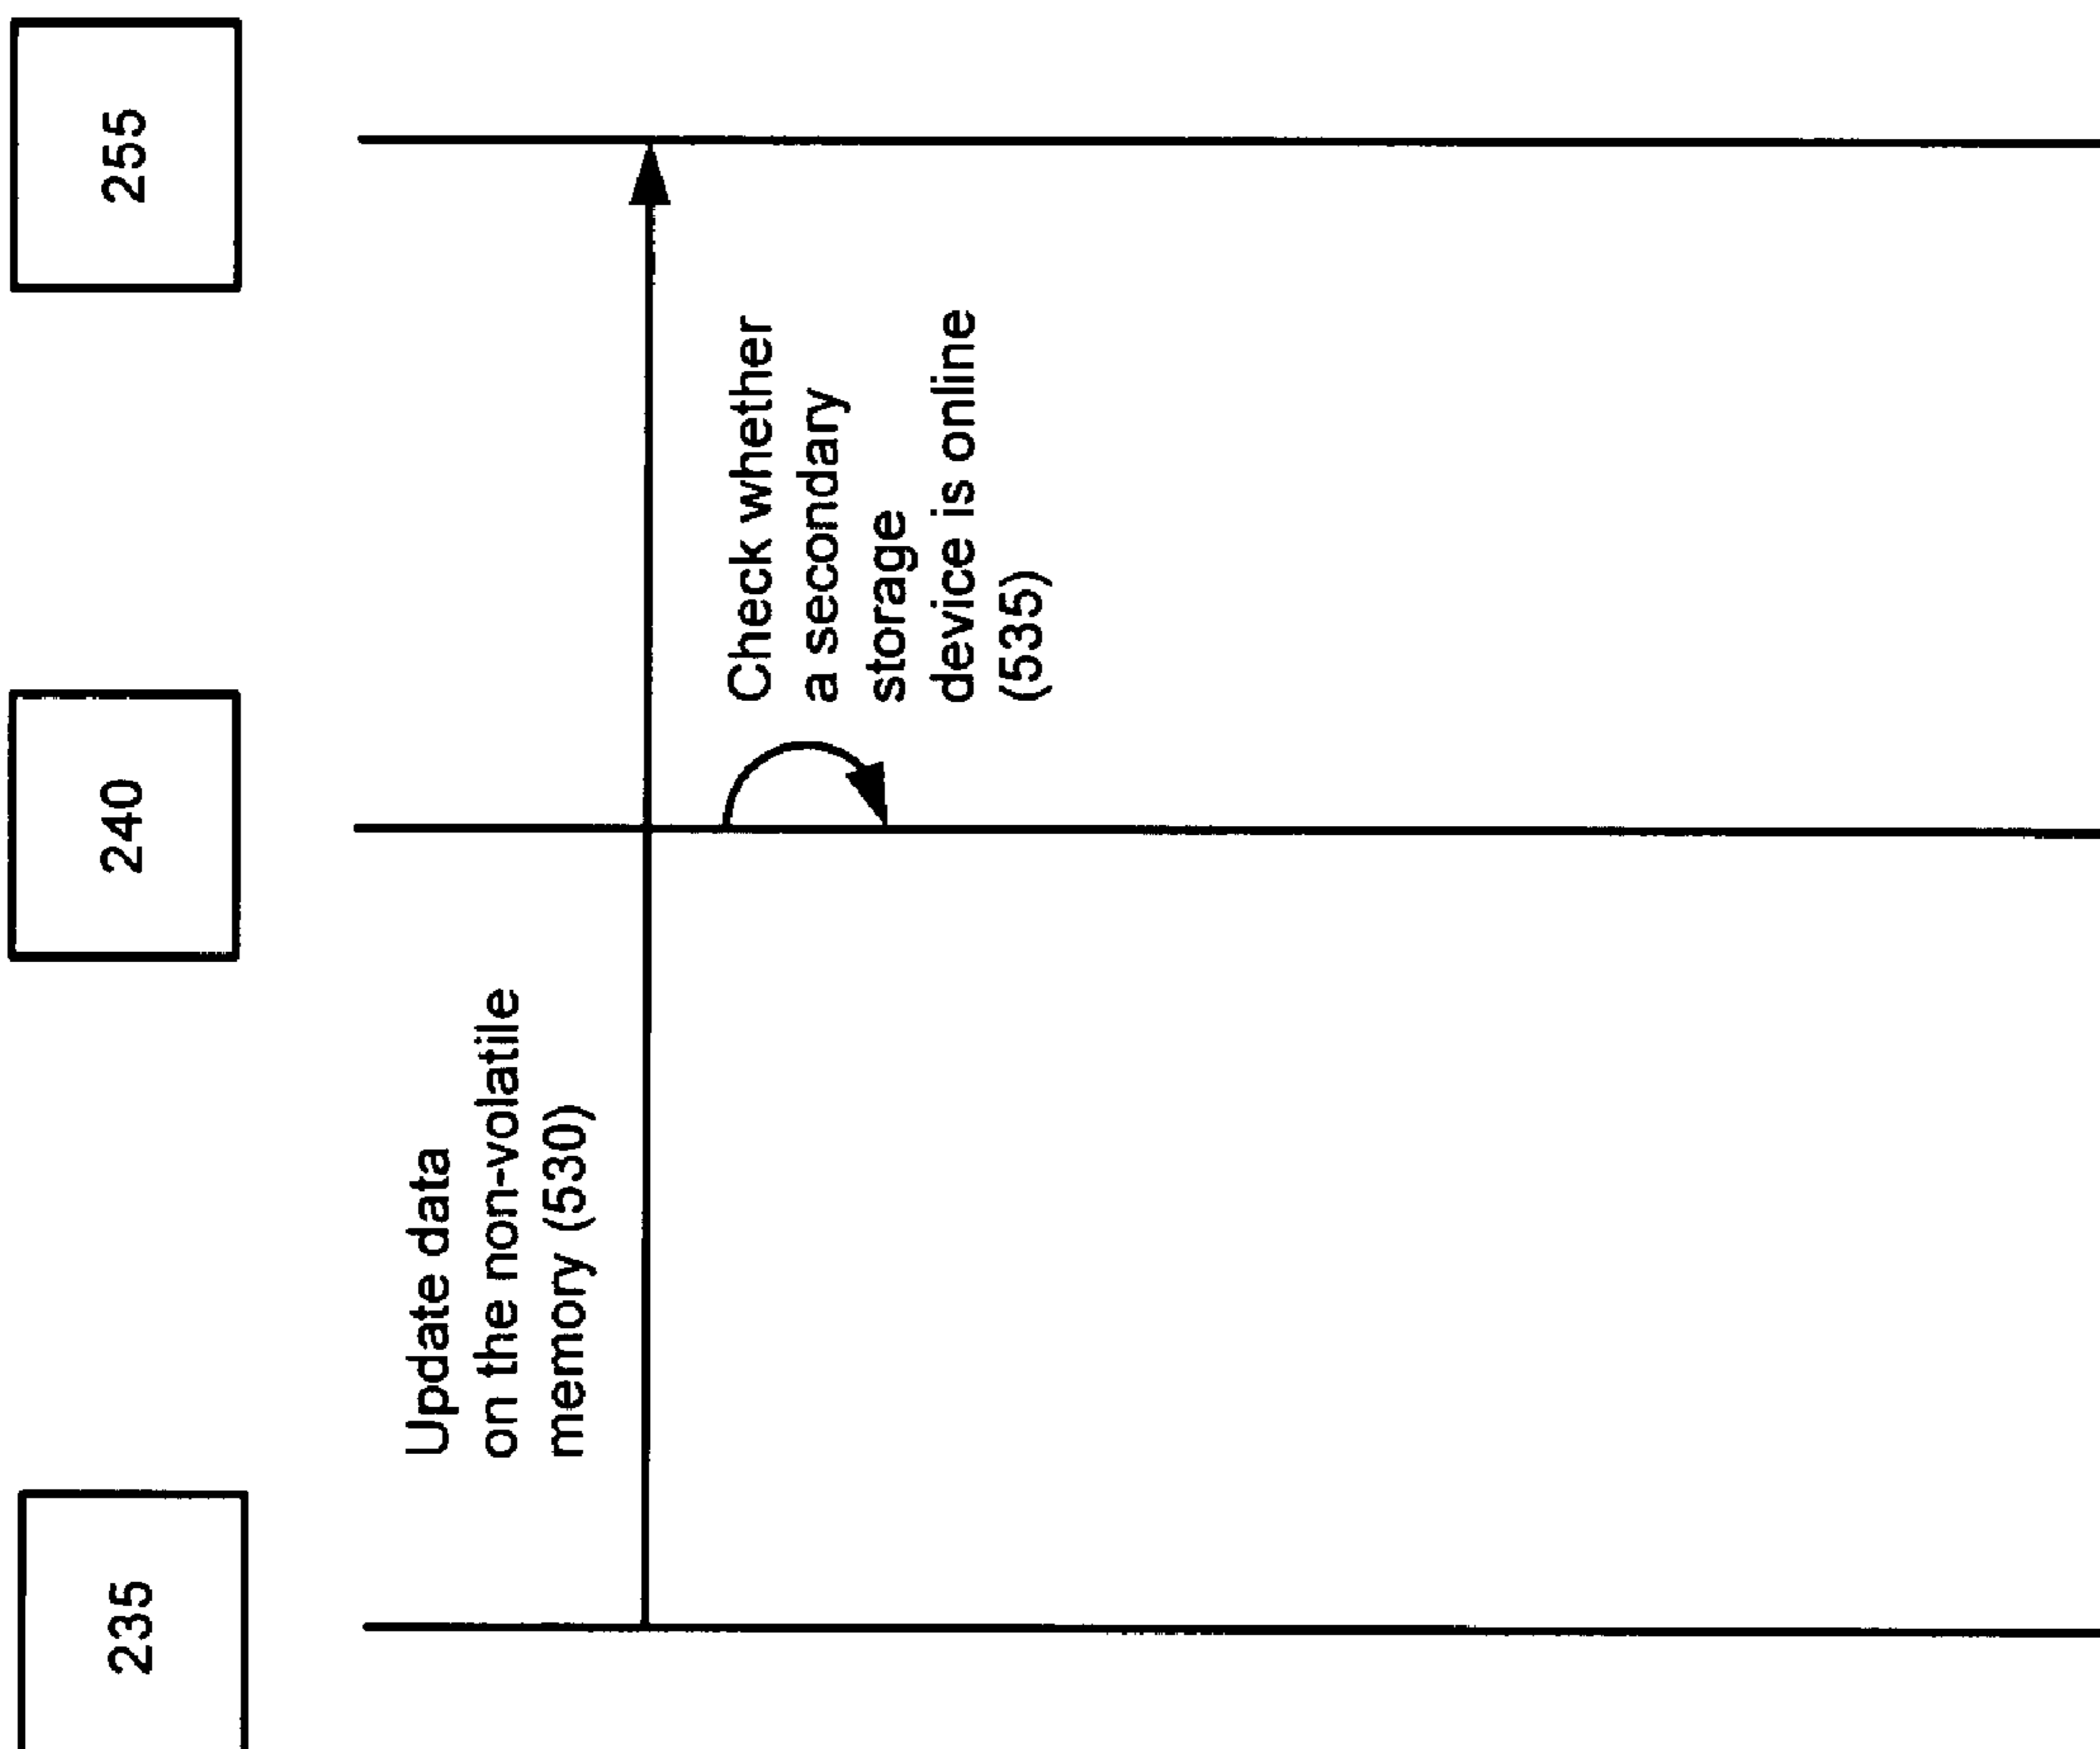 235
240
255
Update data
on the non-volatile
memory (530)
Check whether
a secondary
storage
device is online
(535)